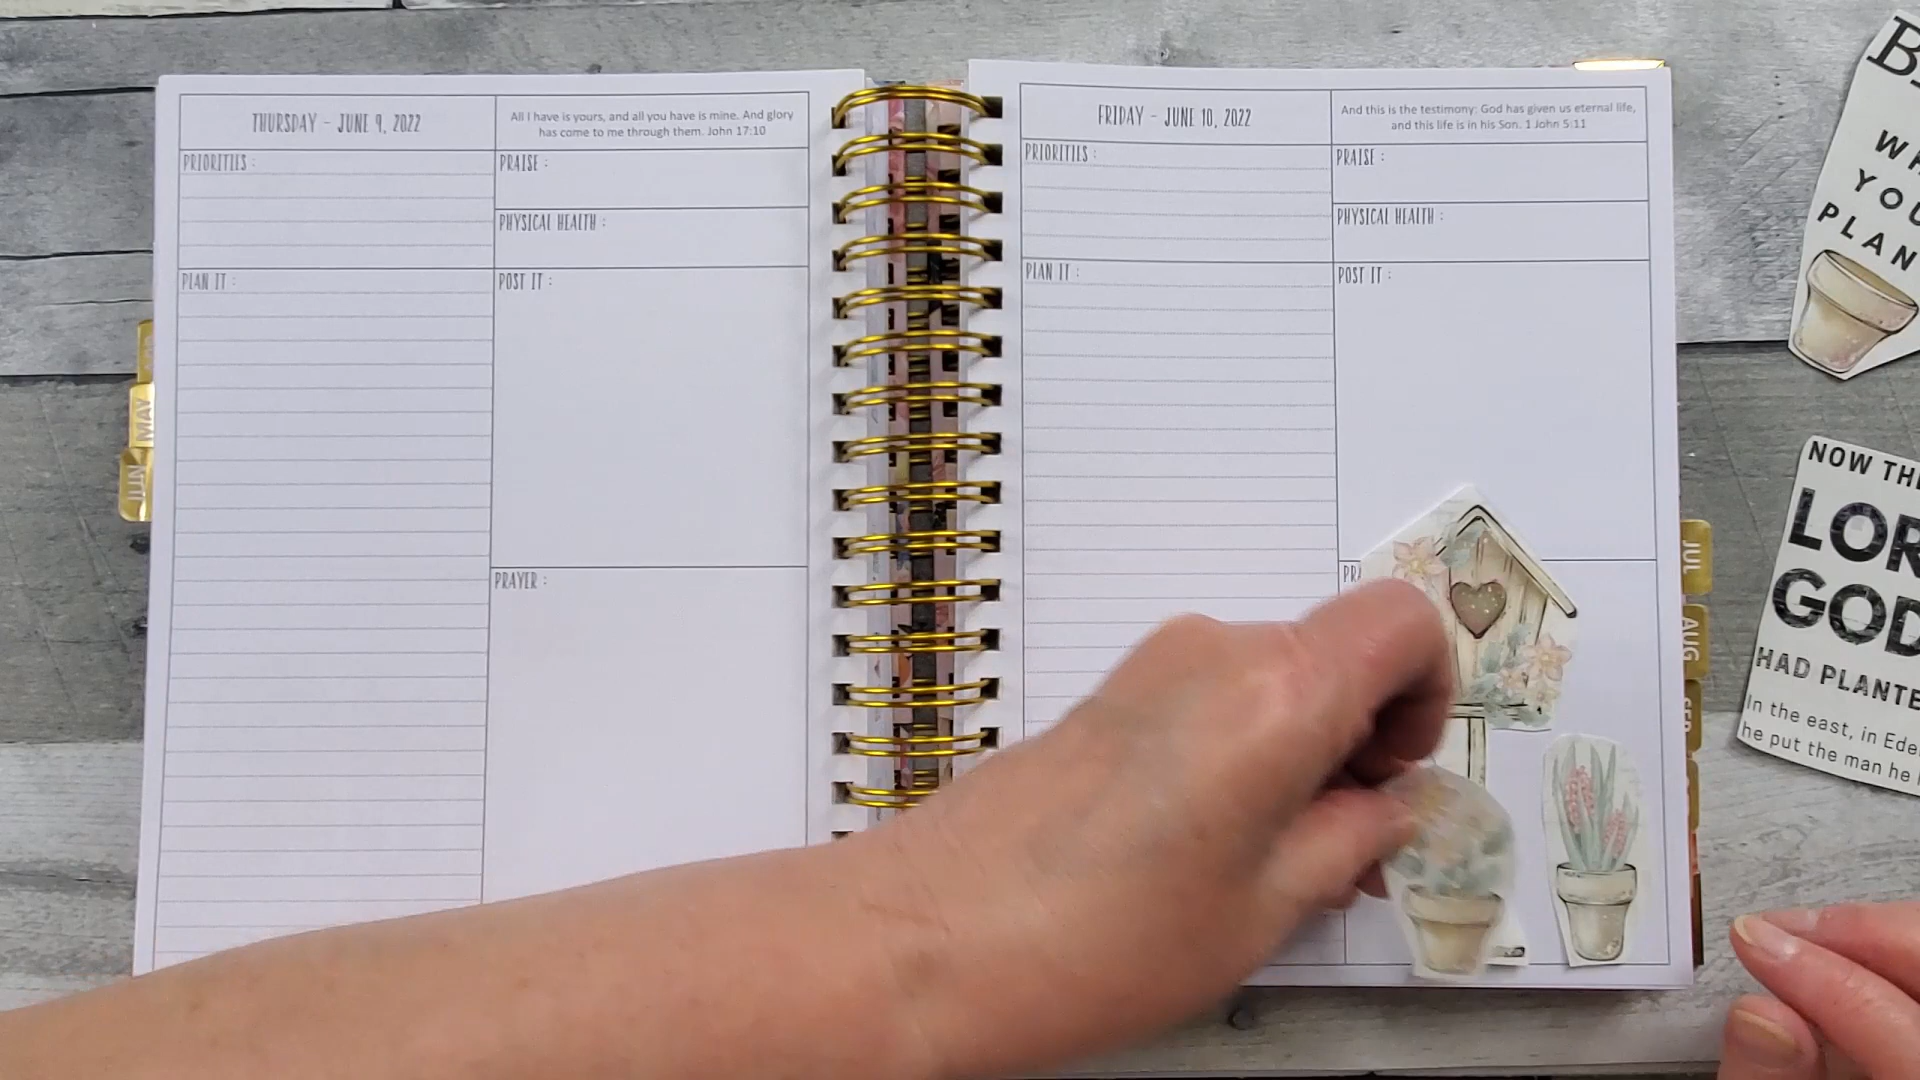 THURSDAY - JUNE 9, 2022
All I have is yours, and all you have is mine. And glory
has come to me through them. John 17:10
PRIORITIES :
PRAISE :
PHYSICAL HEALTH :
PLAN IT :
POST IT :
PRAYER :
MAY
JUN
FRIDAY - JUNE 10, 2022
And this is the testimony: God has given us eternal life,
and this life is in his Son. 1 John 5:11
PRIORITIES :
PRAISE :
PHYSICAL HEALTH :
PLAN IT :
POST IT :
JUL
AUG
SEP
PLAN
NOW
LOR
GOD
HAD PLANTE
In the east, in Ede
he put the man he